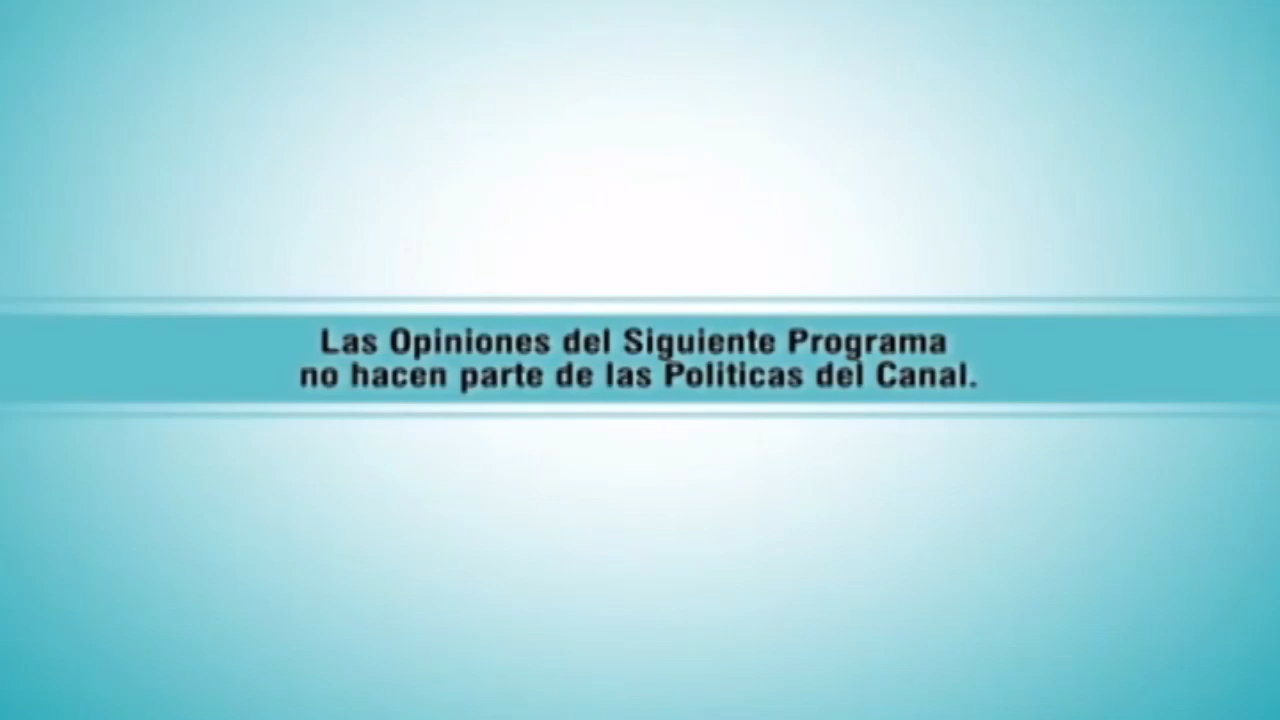 Las Opiniones del Siguiente Programa
no hacen parte de las Politicas del Canal.